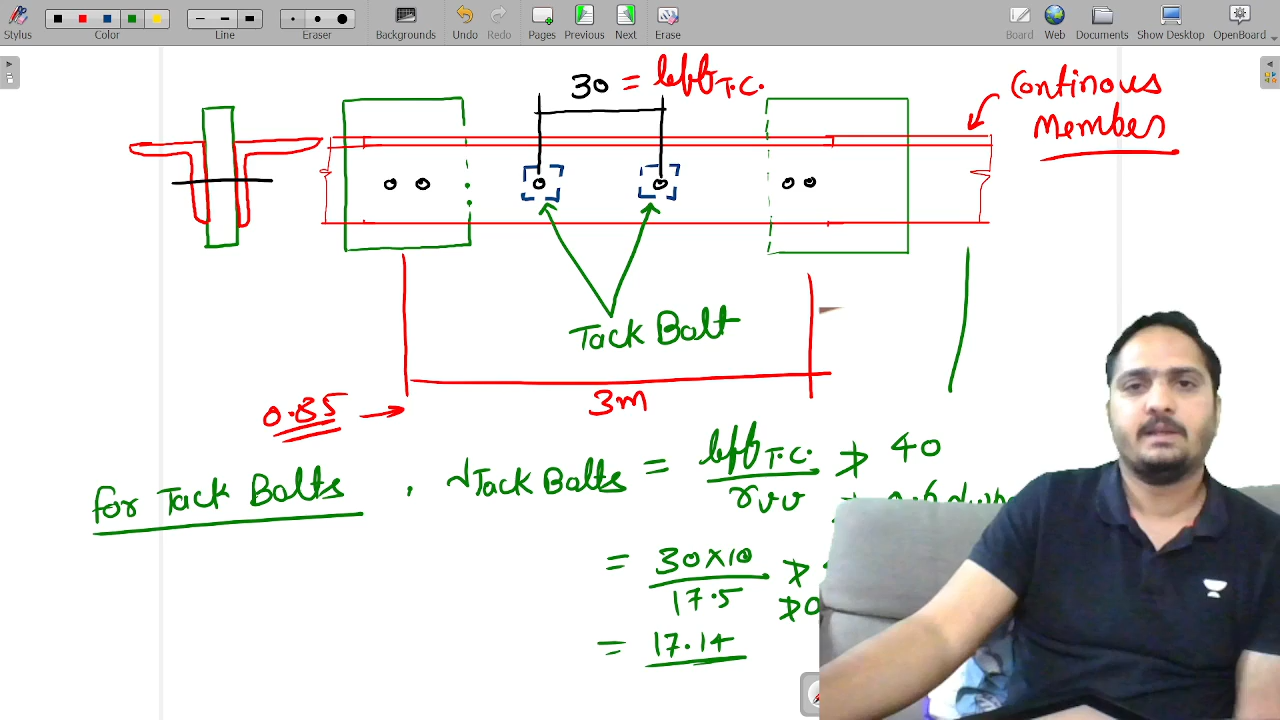 Stylus
Color
Line
Eraser
Backgrounds
Undo
Redo
Pages
Previous
Next
Erase
Board
Web
Documents
Show Desktop
OpenBoard
30 = leff T.C.
Continous
Member
Tack Bolt
0.85
3m
for Tack Bolts , λTack Bolts = leff T.C. / rvv ≯ 40
= 30×10 / 17.5 ≯
≯ 0
= 17.14